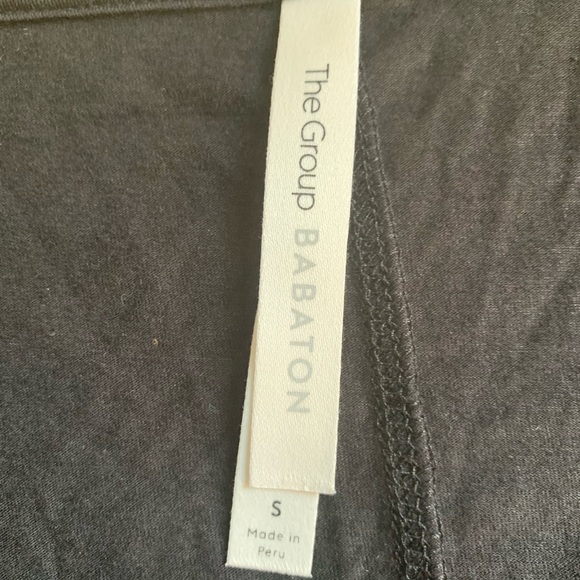 The Group BABATON
S
Made in
Peru